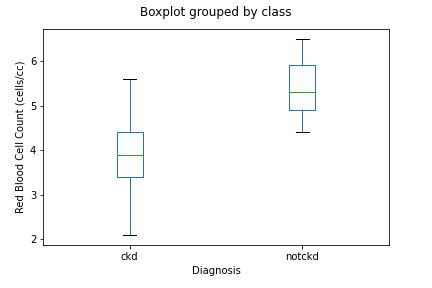 Boxplot grouped by class
Red Blood Cell Count (cells/cc)
6
5
4
3
2
ckd
notckd
Diagnosis